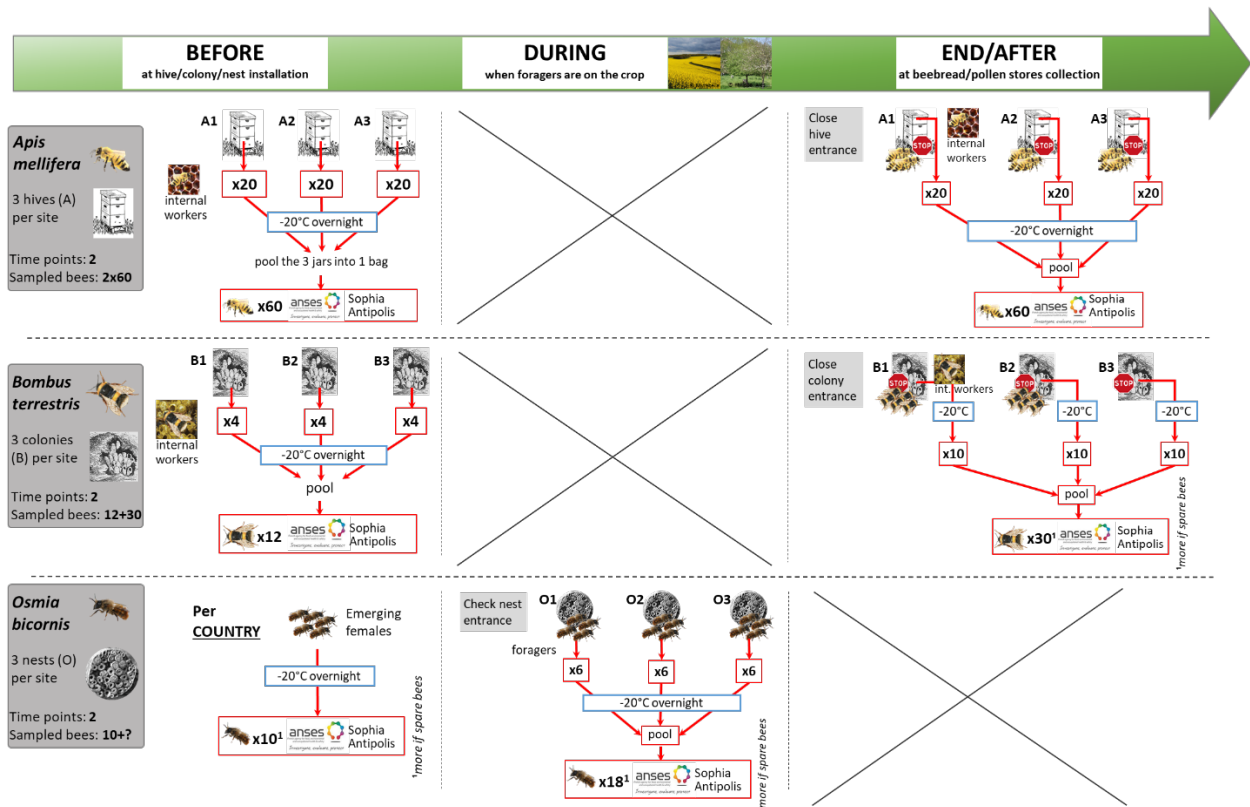 BEFORE
at hive/colony/nest installation
DURING
when foragers are on the crop
END/AFTER
at beebread/pollen stores collection
Apis
mellifera
3 hives (A)
per site
Time points: 2
Sampled bees: 2x60
A1
A2
A3
internal
workers
x20
x20
x20
-20°C overnight
pool the 3 jars into 1 bag
x60
anses
Sophia
Antipolis
Close
hive
entrance
A1
A2
A3
internal
workers
STOP
STOP
STOP
x20
x20
x20
-20°C overnight
pool
x60
anses
Sophia
Antipolis
Bombus
terrestris
3 colonies
(B) per site
Time points: 2
Sampled bees: 12+30
B1
B2
B3
internal
workers
x4
x4
x4
-20°C overnight
pool
x12
anses
Sophia
Antipolis
Close
colony
entrance
B1
B2
B3
STOP
STOP
STOP
int. workers
-20°C
-20°C
-20°C
x10
x10
x10
pool
x30¹
anses
Sophia
Antipolis
¹more if spare bees
Osmia
bicornis
3 nests (O)
per site
Time points: 2
Sampled bees: 10+?
Per
COUNTRY
Emerging
females
-20°C overnight
x10¹
anses
Sophia
Antipolis
¹more if spare bees
Check nest
entrance
O1
O2
O3
foragers
x6
x6
x6
-20°C overnight
pool
x18¹
anses
Sophia
Antipolis
¹more if spare bees